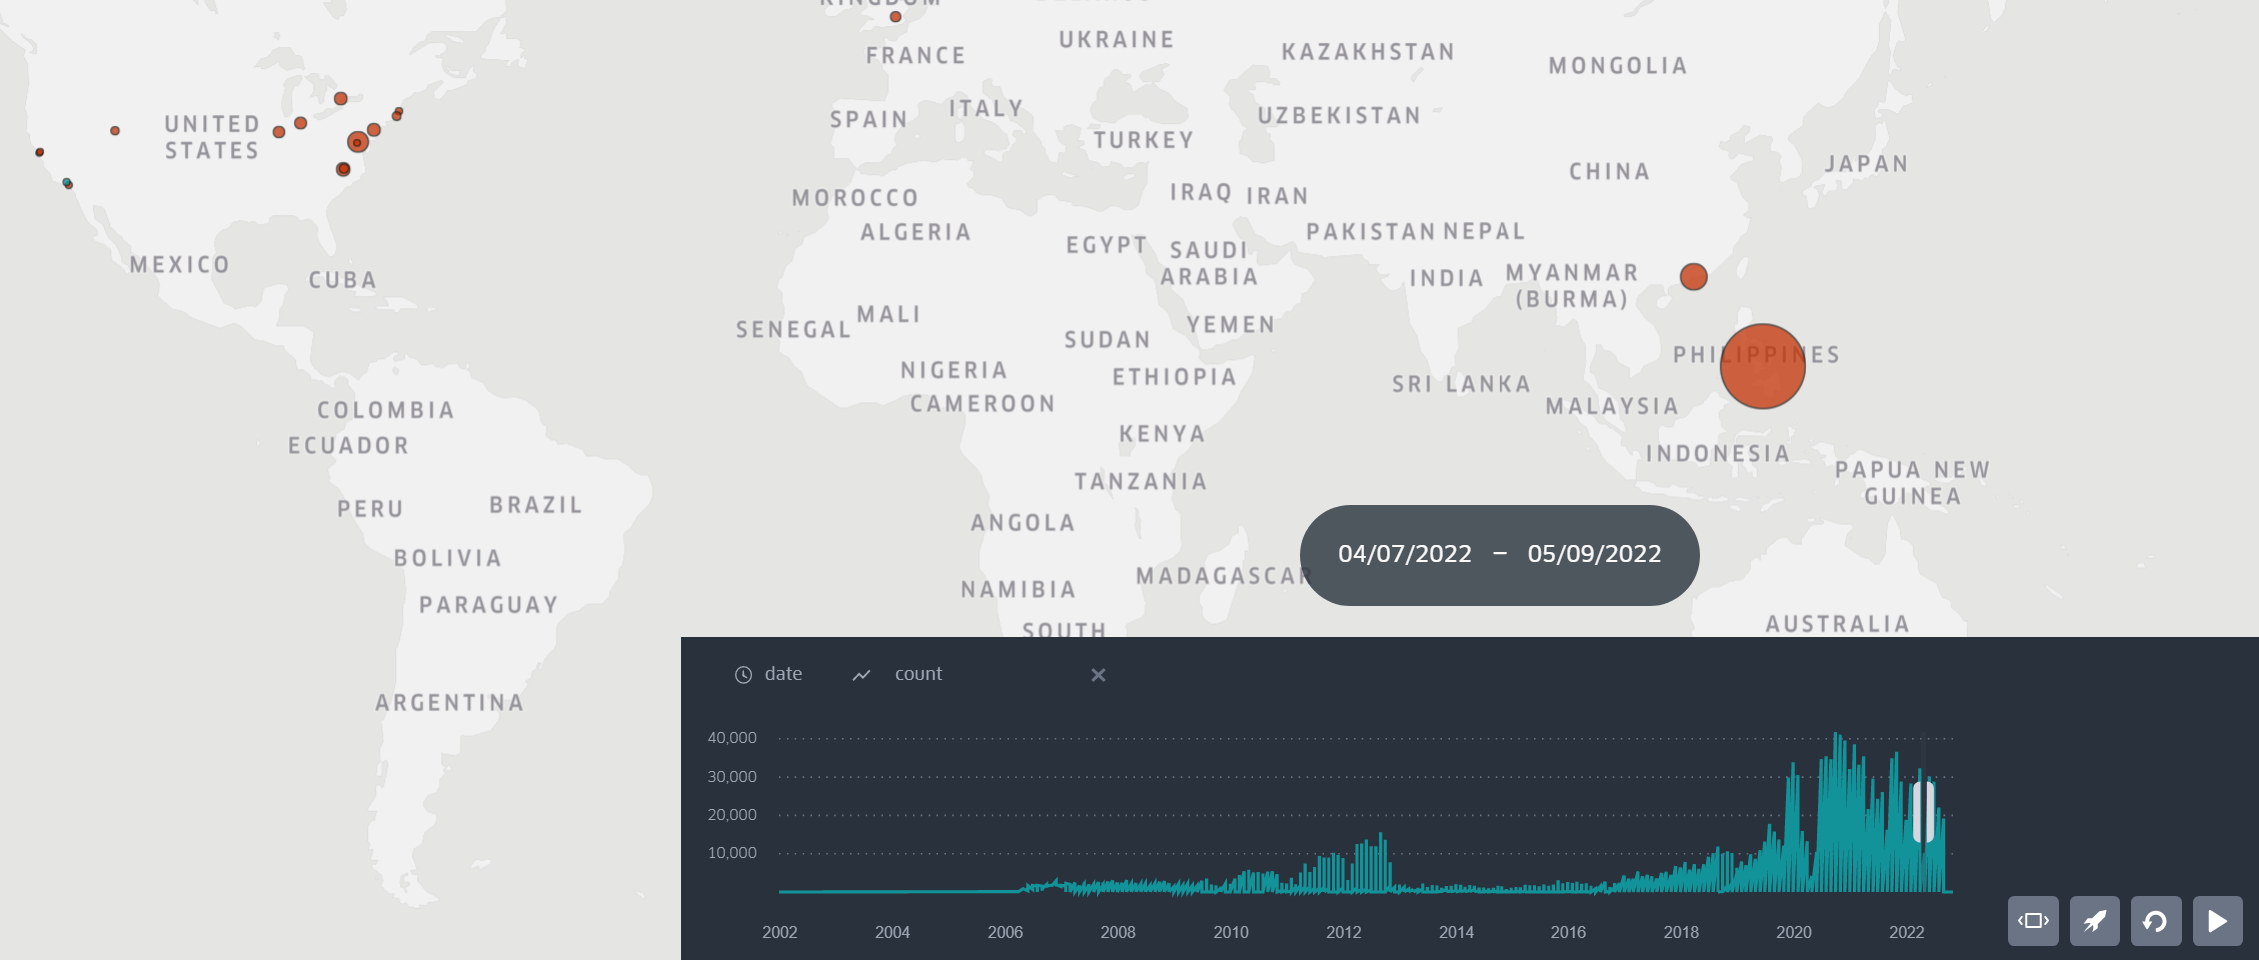 KINGDOM
FRANCE
UKRAINE
KAZAKHSTAN
MONGOLIA
UNITED
STATES
SPAIN
ITALY
UZBEKISTAN
TURKEY
CHINA
JAPAN
MOROCCO
IRAQ
IRAN
ALGERIA
EGYPT
SAUDI
ARABIA
PAKISTAN
NEPAL
MEXICO
CUBA
INDIA
MYANMAR
(BURMA)
MALI
SENEGAL
SUDAN
YEMEN
PHILIPPINES
NIGERIA
ETHIOPIA
SRI LANKA
CAMEROON
MALAYSIA
COLOMBIA
ECUADOR
KENYA
INDONESIA
TANZANIA
PAPUA NEW
GUINEA
PERU
BRAZIL
ANGOLA
BOLIVIA
NAMIBIA
MADAGASCAR
04/07/2022 – 05/09/2022
PARAGUAY
SOUTH
AUSTRALIA
ARGENTINA
date
count
40,000
30,000
20,000
10,000
2002 2004 2006 2008 2010 2012 2014 2016 2018 2020 2022